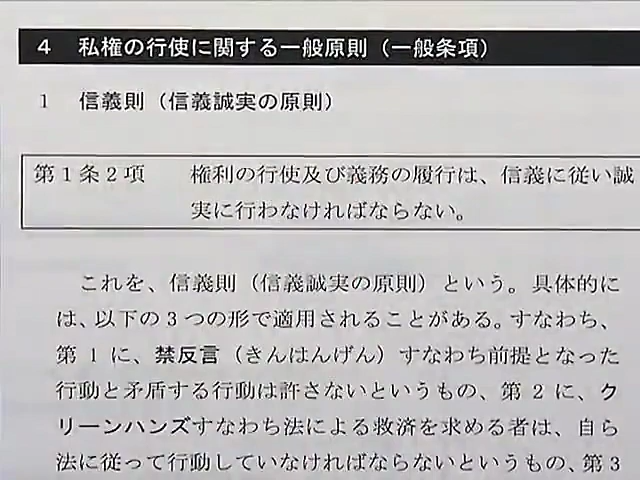 4 私権の行使に関する一般原則（一般条項）
1 信義則（信義誠実の原則）
第1条2項 権利の行使及び義務の履行は、信義に従い誠
実に行わなければならない。
これを、信義則（信義誠実の原則）という。具体的に
は、以下の3つの形で適用されることがある。すなわち、
第1に、禁反言（きんはんげん）すなわち前提となった
行動と矛盾する行動は許さないというもの、第2に、ク
リーンハンズすなわち法による救済を求める者は、自ら
法に従って行動していなければならないというもの、第3